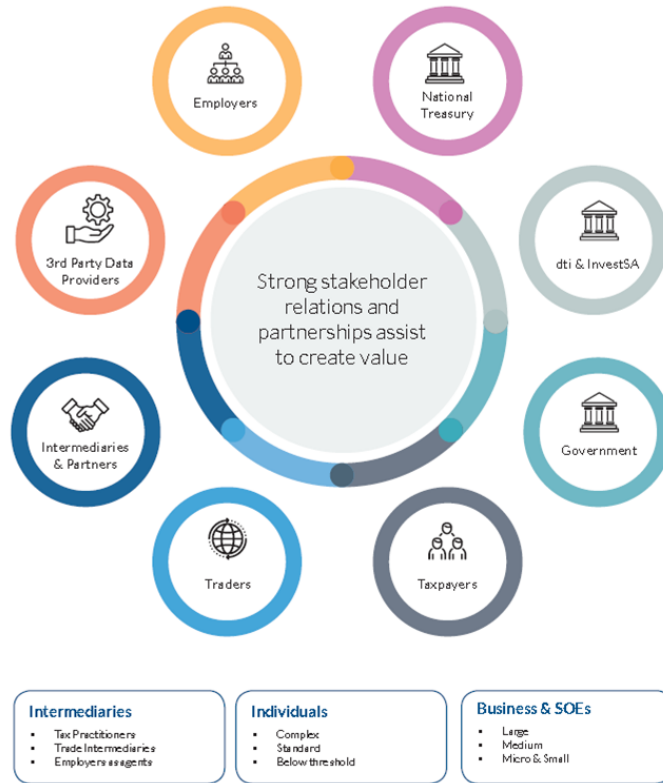 Employers
National
Treasury
3rd Party Data
Providers
dti & InvestSA
Strong stakeholder
relations and
partnerships assist
to create value
Intermediaries
& Partners
Government
Traders
Taxpayers
Intermediaries
▪ Tax Practitioners
▪ Trade Intermediaries
▪ Employers as agents
Individuals
▪ Complex
▪ Standard
▪ Below threshold
Business & SOEs
▪ Large
▪ Medium
▪ Micro & Small